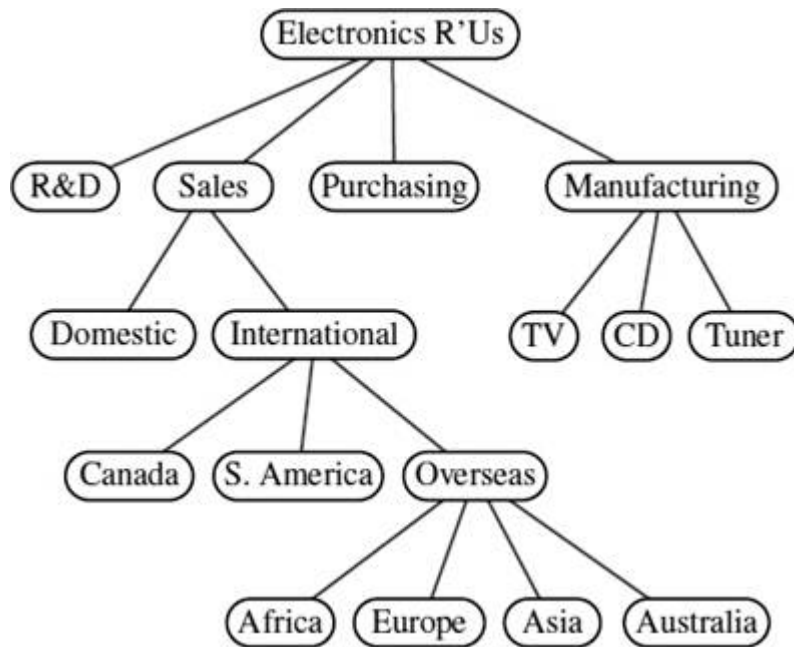 Electronics R'Us
R&D Sales Purchasing Manufacturing
Domestic International TV CD Tuner
Canada S. America Overseas
Africa Europe Asia Australia